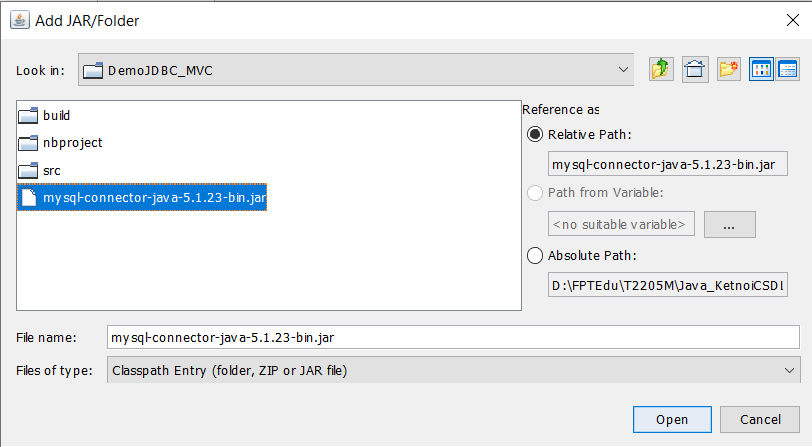 Add JAR/Folder
Look in:
DemoJDBC_MVC
build
nbproject
src
mysql-connector-java-5.1.23-bin.jar
Reference as
Relative Path:
mysql-connector-java-5.1.23-bin.jar
Path from Variable:
<no suitable variable>
...
Absolute Path:
D:\FPTEdu\T2205M\Java_KetnoiCSDL
File name:
mysql-connector-java-5.1.23-bin.jar
Files of type:
Classpath Entry (folder, ZIP or JAR file)
Open
Cancel